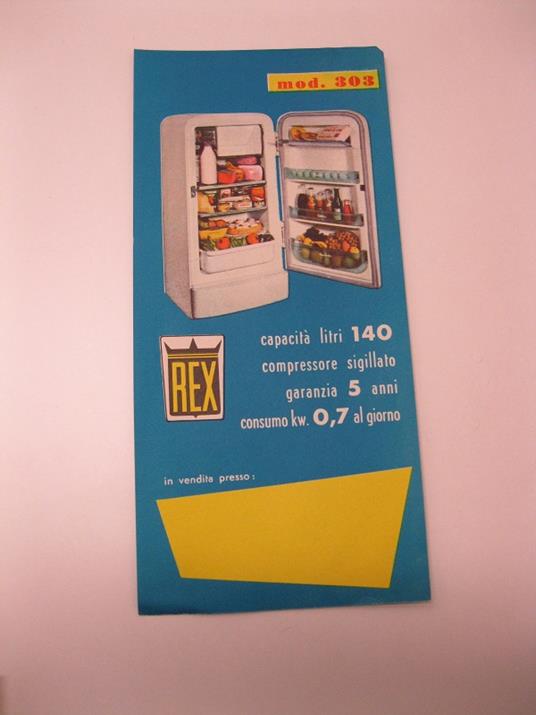 mod. 303
capacità litri 140
compressore sigillato
garanzia 5 anni
consumo kw. 0,7 al giorno
REX
in vendita presso: